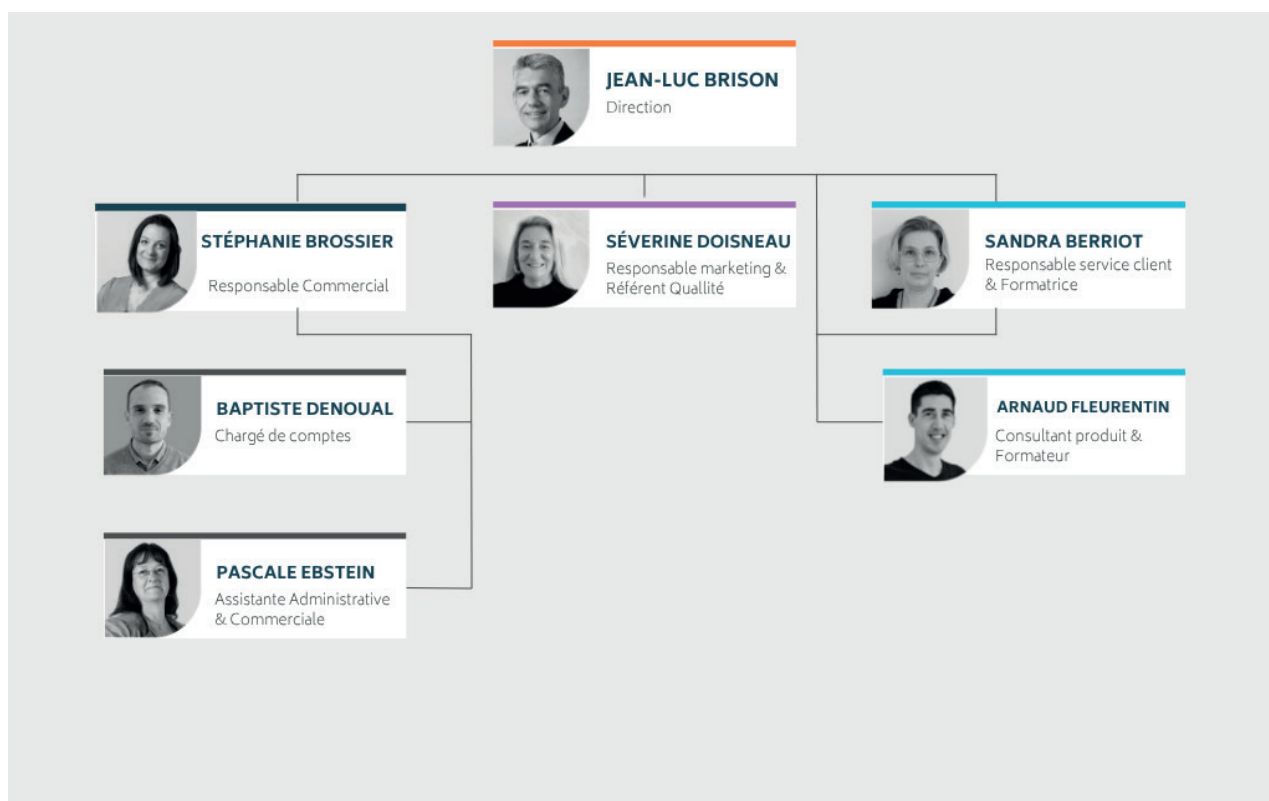 JEAN-LUC BRISON
Direction
STÉPHANIE BROSSIER
Responsable Commercial
SÉVERINE DOISNEAU
Responsable marketing &
Référent Quallité
SANDRA BERRIOT
Responsable service client
& Formatrice
BAPTISTE DENOUAL
Chargé de comptes
ARNAUD FLEURENTIN
Consultant produit &
Formateur
PASCALE EBSTEIN
Assistante Administrative
& Commerciale